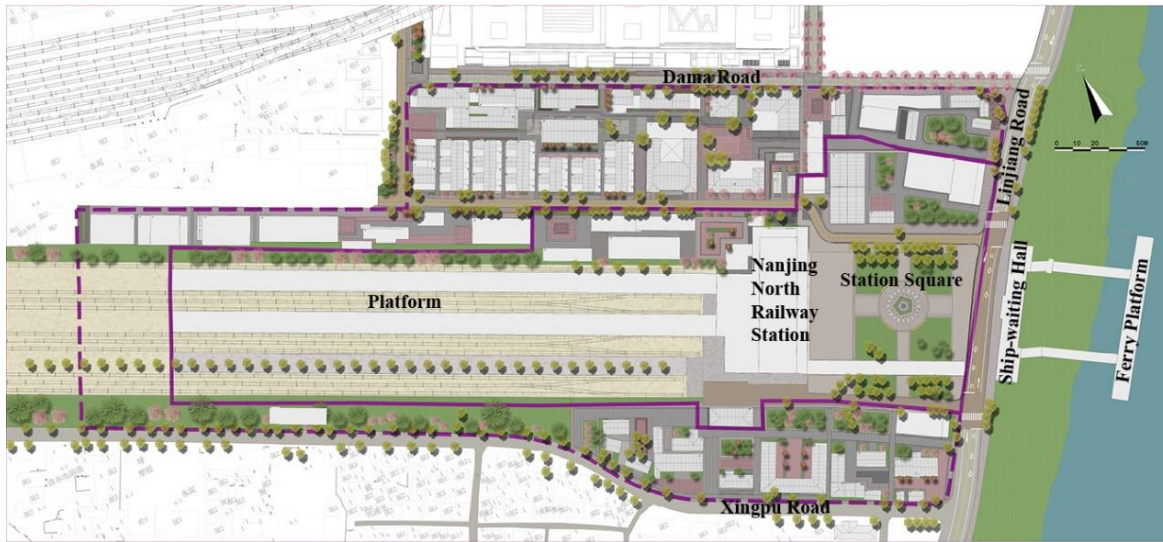 Dama Road
Linjiang Road
0 10 20 50M
Nanjing
North
Railway
Station
Station Square
Platform
Ship-waiting Hall
Ferry Platform
Xingpu Road